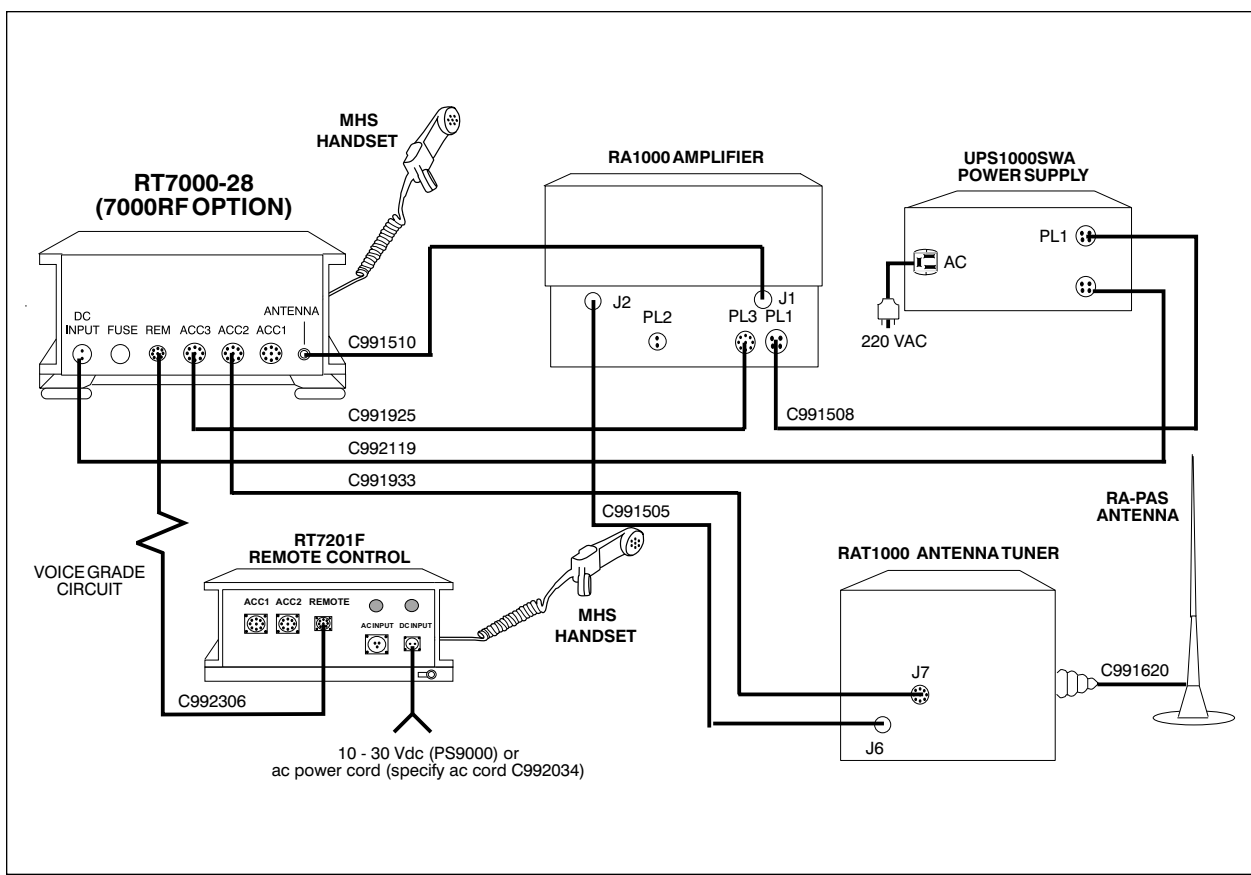 MHS
HANDSET
RT7000-28
(7000RF OPTION)
RA1000 AMPLIFIER
UPS1000SWA
POWER SUPPLY
PL1
AC
220 VAC
DC
INPUT
FUSE
REM
ACC3
ACC2
ACC1
ANTENNA
J2
J1
PL2
PL3
PL1
C991510
C991925
C991508
C992119
C991933
C991505
RA-PAS
ANTENNA
VOICE GRADE
CIRCUIT
RT7201F
REMOTE CONTROL
ACC1
ACC2
REMOTE
AC INPUT
DC INPUT
MHS
HANDSET
RAT1000 ANTENNA TUNER
J7
J6
C991620
C992306
10 - 30 Vdc (PS9000) or
ac power cord (specify ac cord C992034)